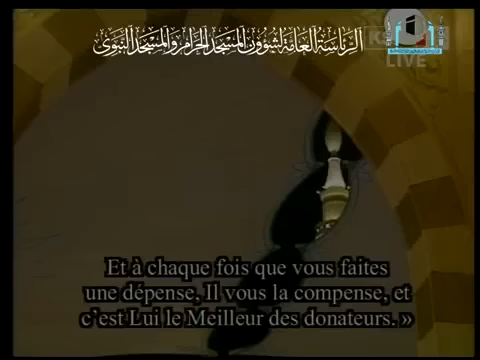 الرئاسة العامة لشؤون المسجد الحرام والمسجد النبوي
LIVE
Et à chaque fois que vous faites
une dépense, Il vous la compense, et
c'est Lui le Meilleur des donateurs. »